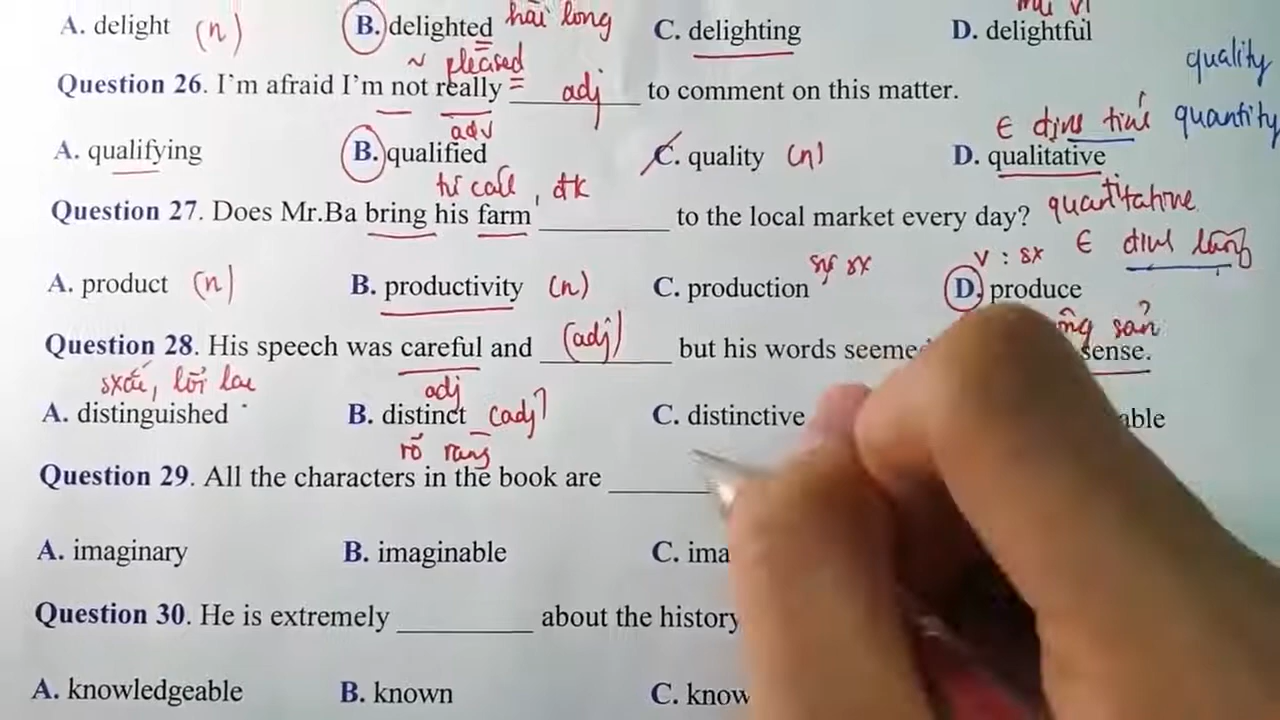 A. delight (n) B. delighted hài lòng C. delighting D. delightful
~ pleased quality
Question 26. I'm afraid I'm not really = adj to comment on this matter.
adv ∈ định tính quantity
A. qualifying B. qualified C. quality (n) D. qualitative
tư cách, đk quantitative
Question 27. Does Mr.Ba bring his farm ________ to the local market every day?
∈ định lượng
sự sx V : sx
A. product (n) B. productivity (n) C. production D. produce
sản
Question 28. His speech was careful and (adj) but his words seemed sense.
sxắc, lỗi lạc adj
A. distinguished B. distinct (adj) C. distinctive able
rõ ràng
Question 29. All the characters in the book are ________
A. imaginary B. imaginable C. ima
Question 30. He is extremely ________ about the history
A. knowledgeable B. known C. know